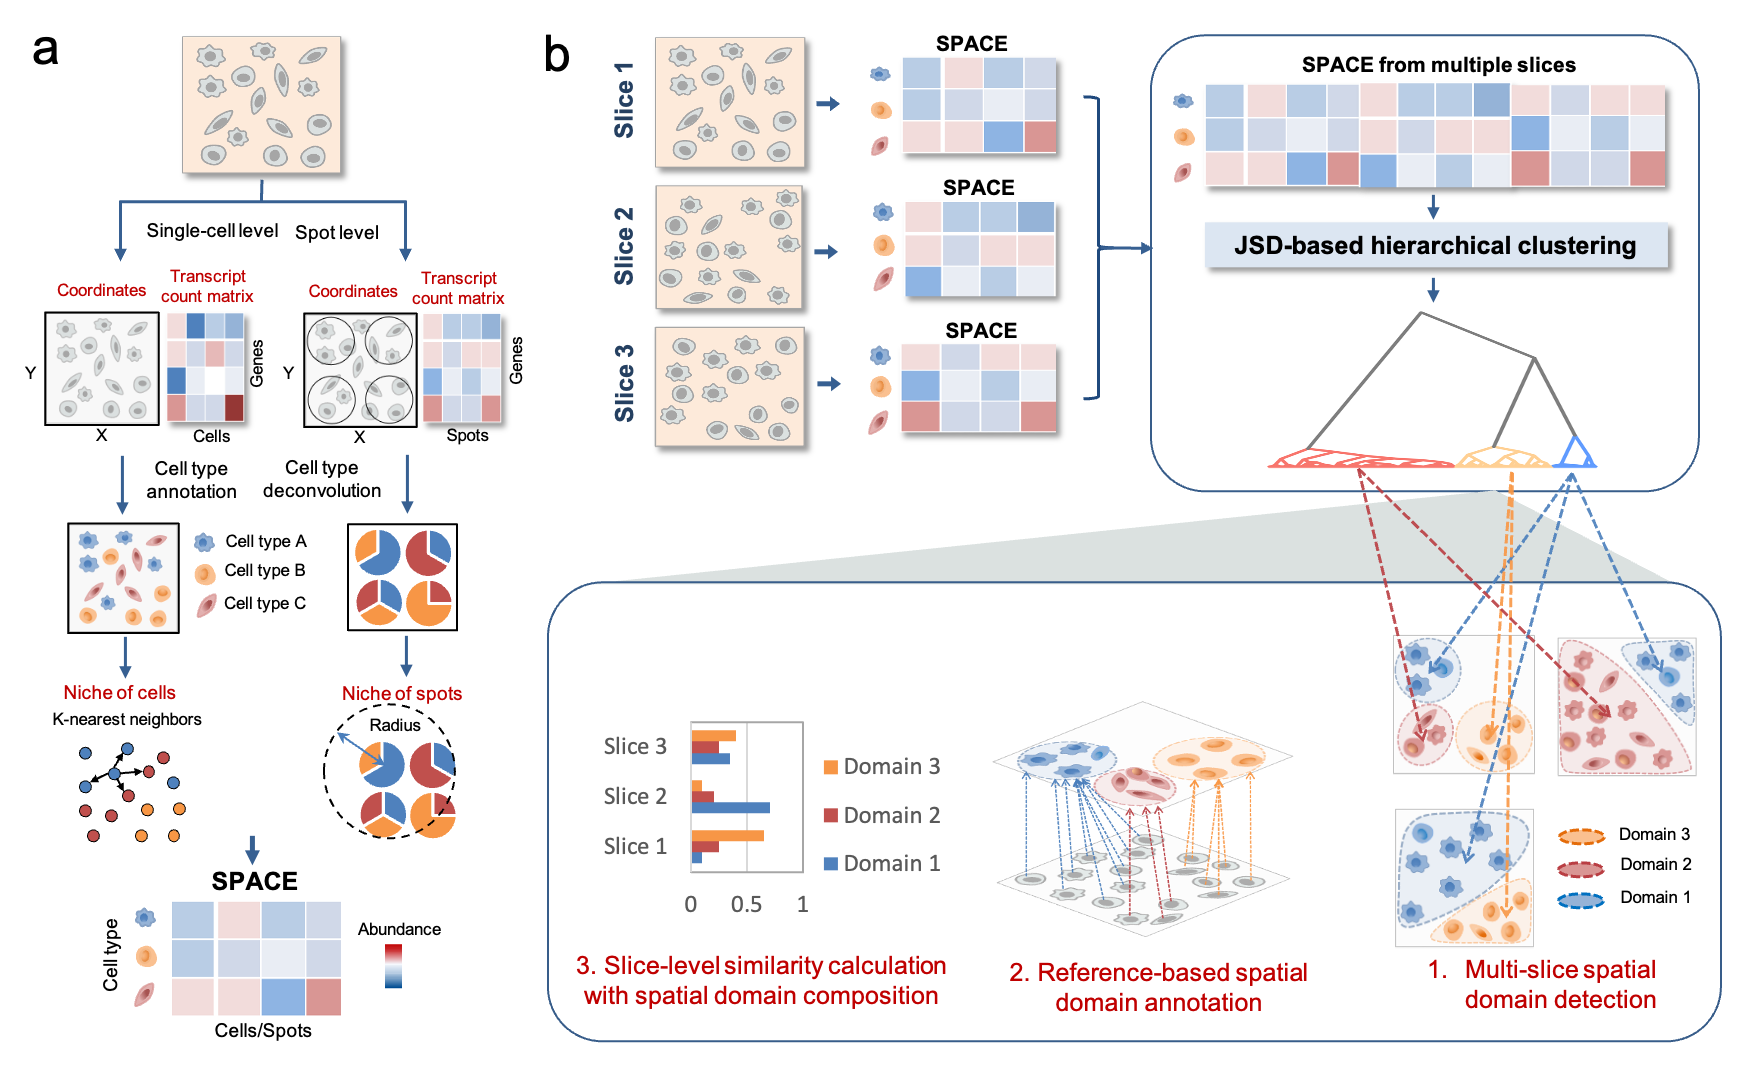 a
Single-cell level
Spot level
Coordinates
Transcript
count matrix
Y
X
Genes
Cells
Coordinates
Transcript
count matrix
Y
X
Genes
Spots
Cell type
annotation
Cell type
deconvolution
Cell type A
Cell type B
Cell type C
Niche of cells
K-nearest neighbors
Niche of spots
Radius
SPACE
Cell type
Cells/Spots
Abundance
b
Slice 1
SPACE
Slice 2
SPACE
Slice 3
SPACE
SPACE from multiple slices
JSD-based hierarchical clustering
Slice 3
Slice 2
Slice 1
0
0.5
1
Domain 3
Domain 2
Domain 1
3. Slice-level similarity calculation
with spatial domain composition
2. Reference-based spatial
domain annotation
Domain 3
Domain 2
Domain 1
1. Multi-slice spatial
domain detection